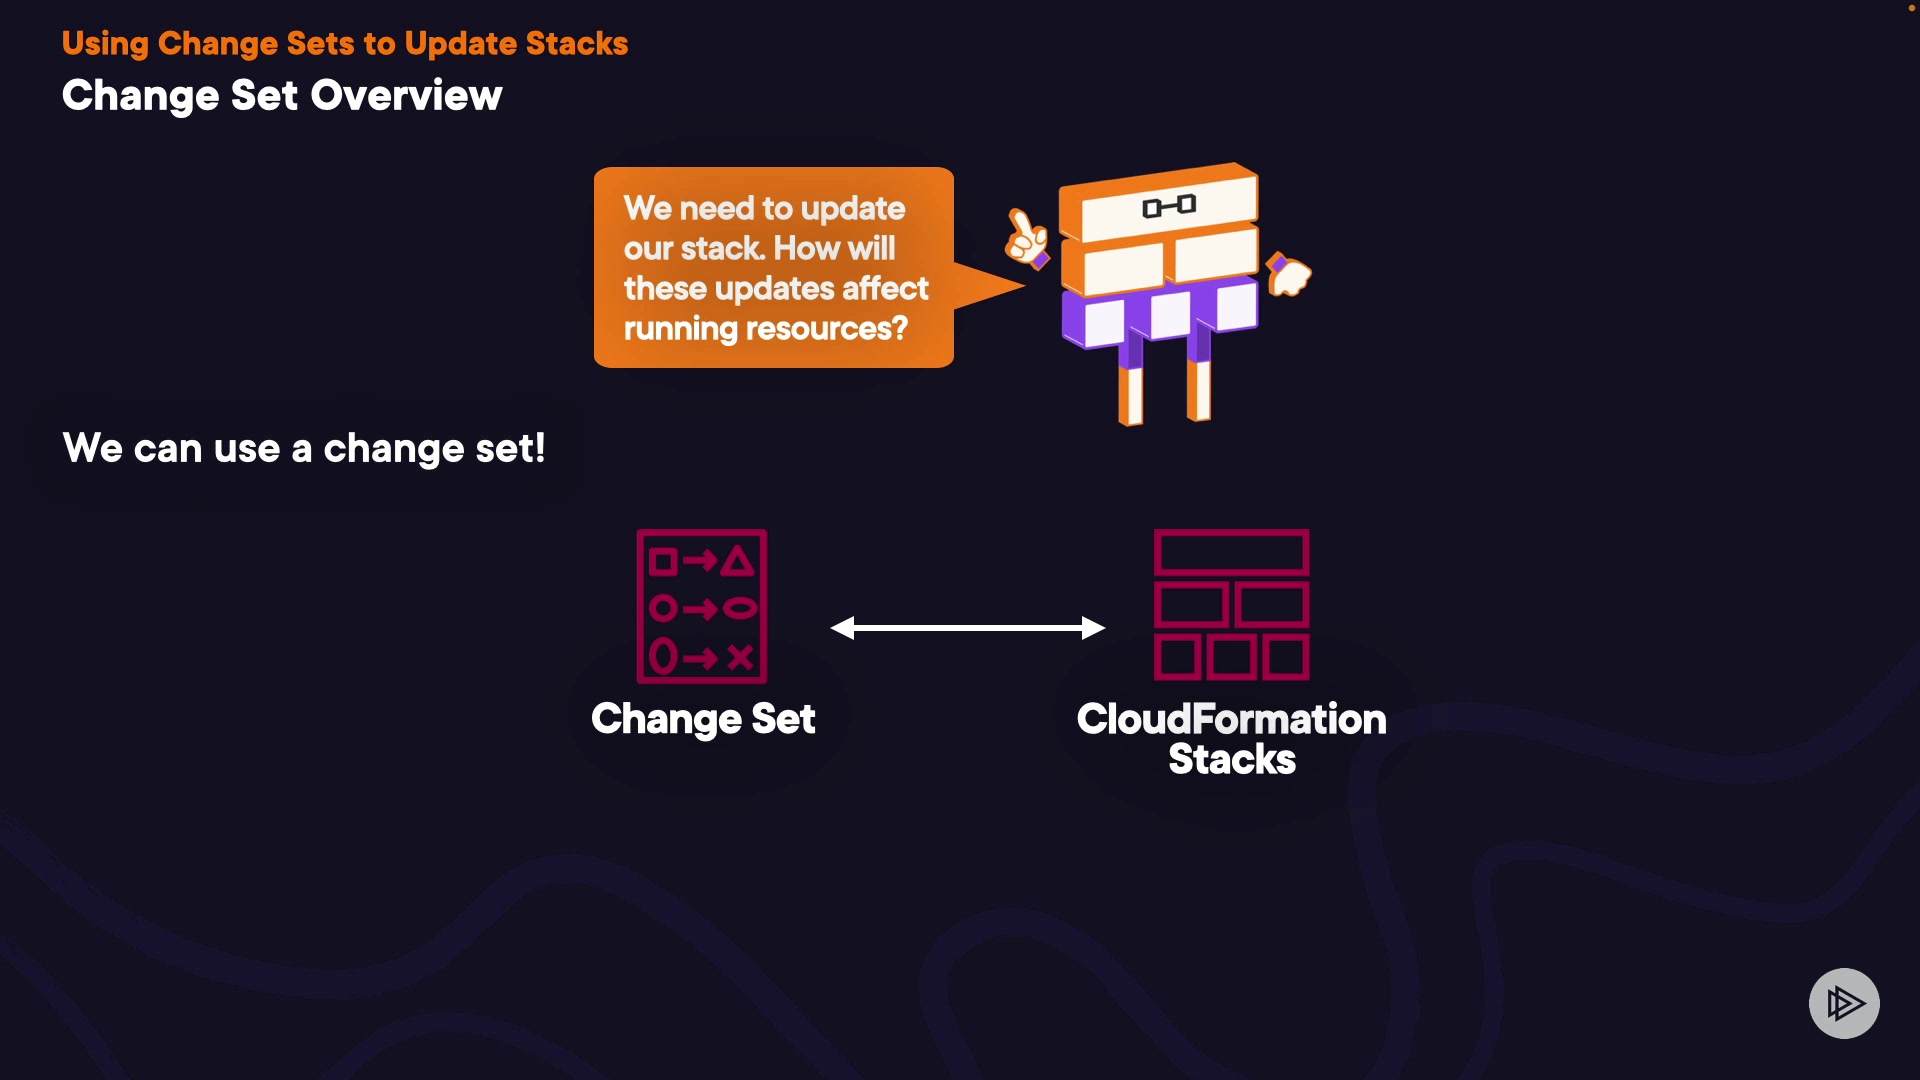 Using Change Sets to Update Stacks
Change Set Overview
We need to update
our stack. How will
these updates affect
running resources?
We can use a change set!
Change Set
CloudFormation
Stacks